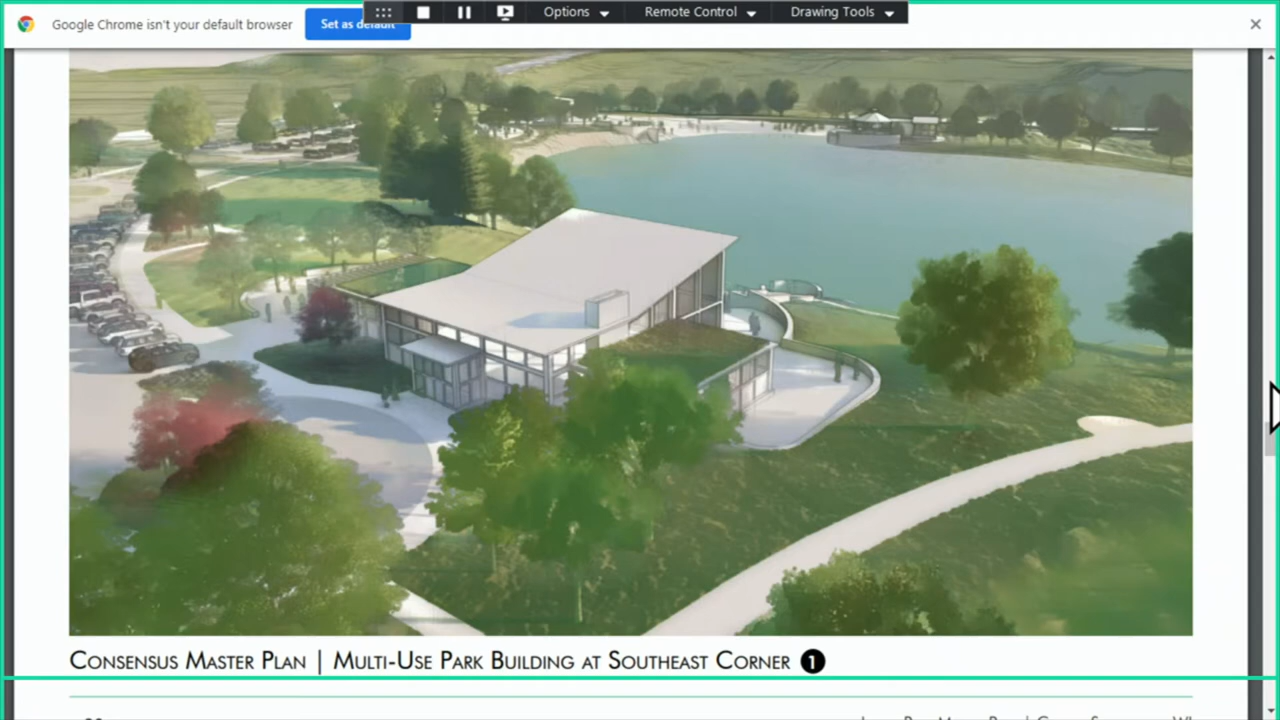 Google Chrome isn't your default browser
Set as default
Options
Remote Control
Drawing Tools
CONSENSUS MASTER PLAN | MULTI-USE PARK BUILDING AT SOUTHEAST CORNER 1